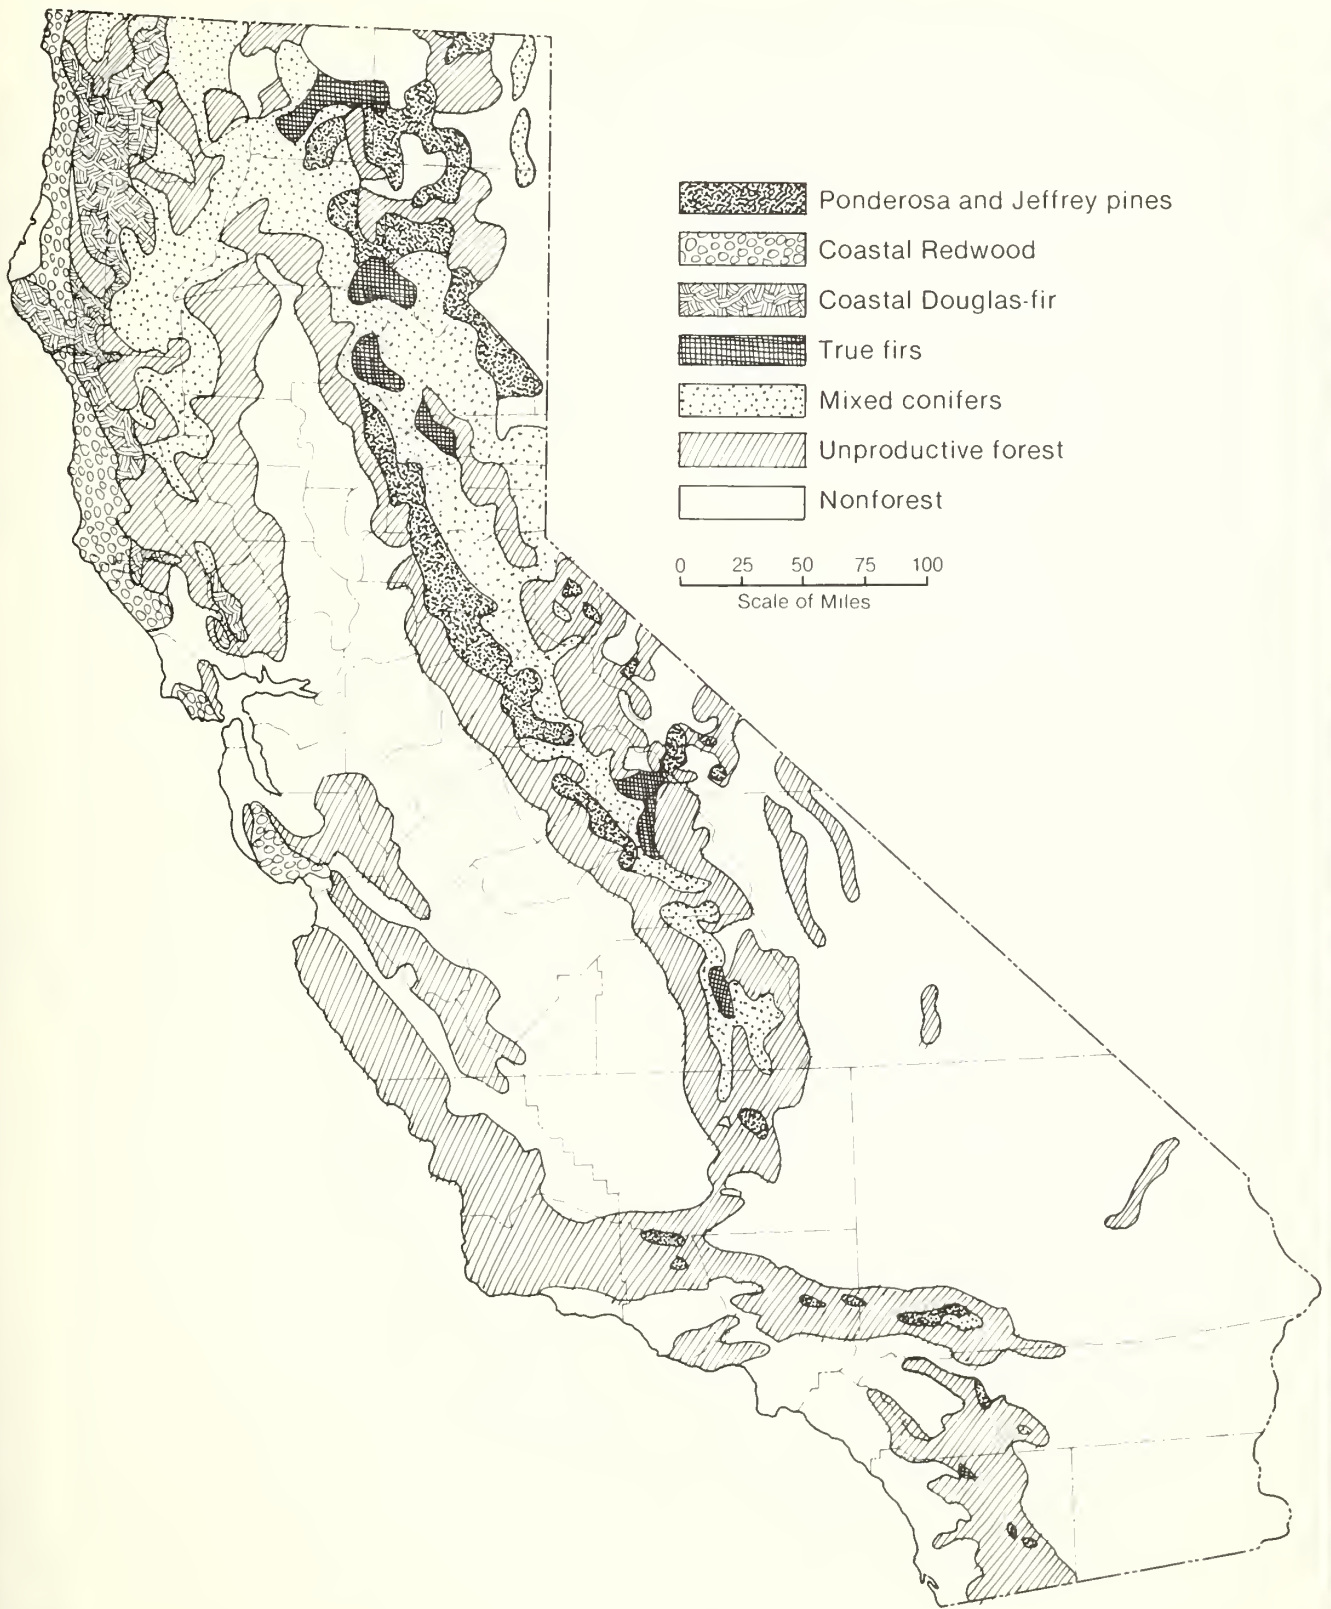 Ponderosa and Jeffrey pines
Coastal Redwood
Coastal Douglas-fir
True firs
Mixed conifers
Unproductive forest
Nonforest
0 25 50 75 100
Scale of Miles